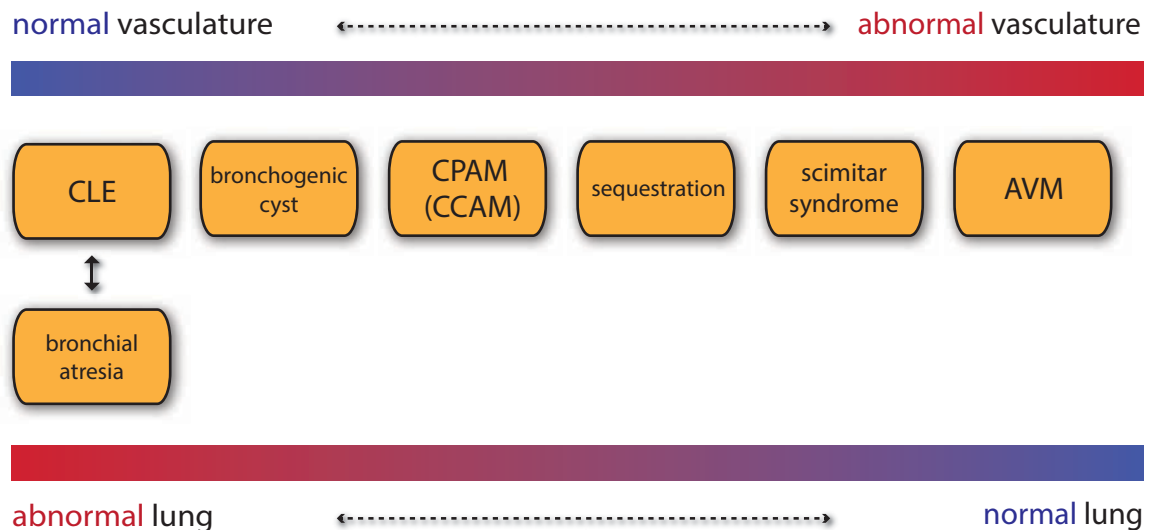 normal vasculature
abnormal vasculature
CLE
bronchogenic
cyst
CPAM
(CCAM)
sequestration
scimitar
syndrome
AVM
bronchial
atresia
abnormal lung
normal lung